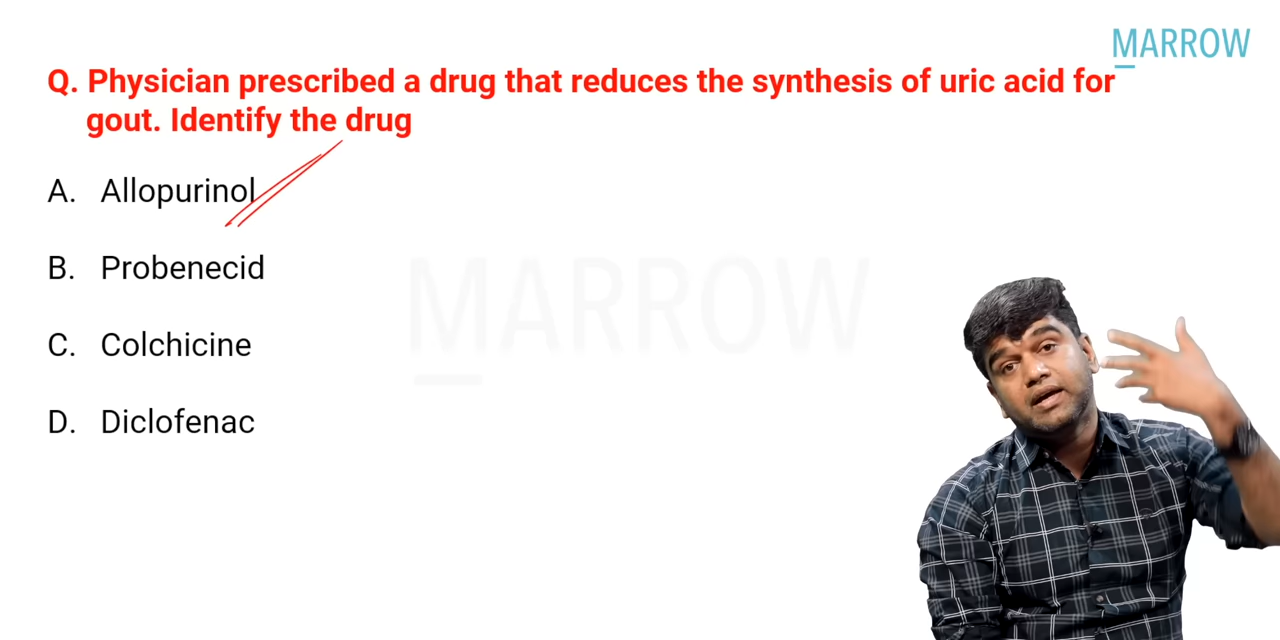 MARROW
Q. Physician prescribed a drug that reduces the synthesis of uric acid for
gout. Identify the drug
A. Allopurinol
B. Probenecid
MARROW
C. Colchicine
D. Diclofenac